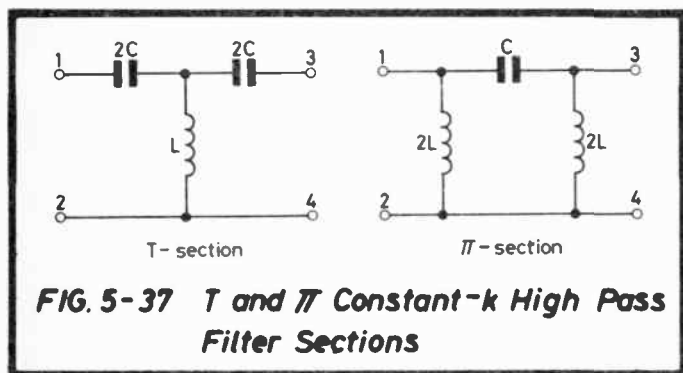 2C 2C C
1 3 1 3
L 2L 2L
2 4 2 4
T-section π-section
FIG. 5-37 T and π Constant-k High Pass
Filter Sections